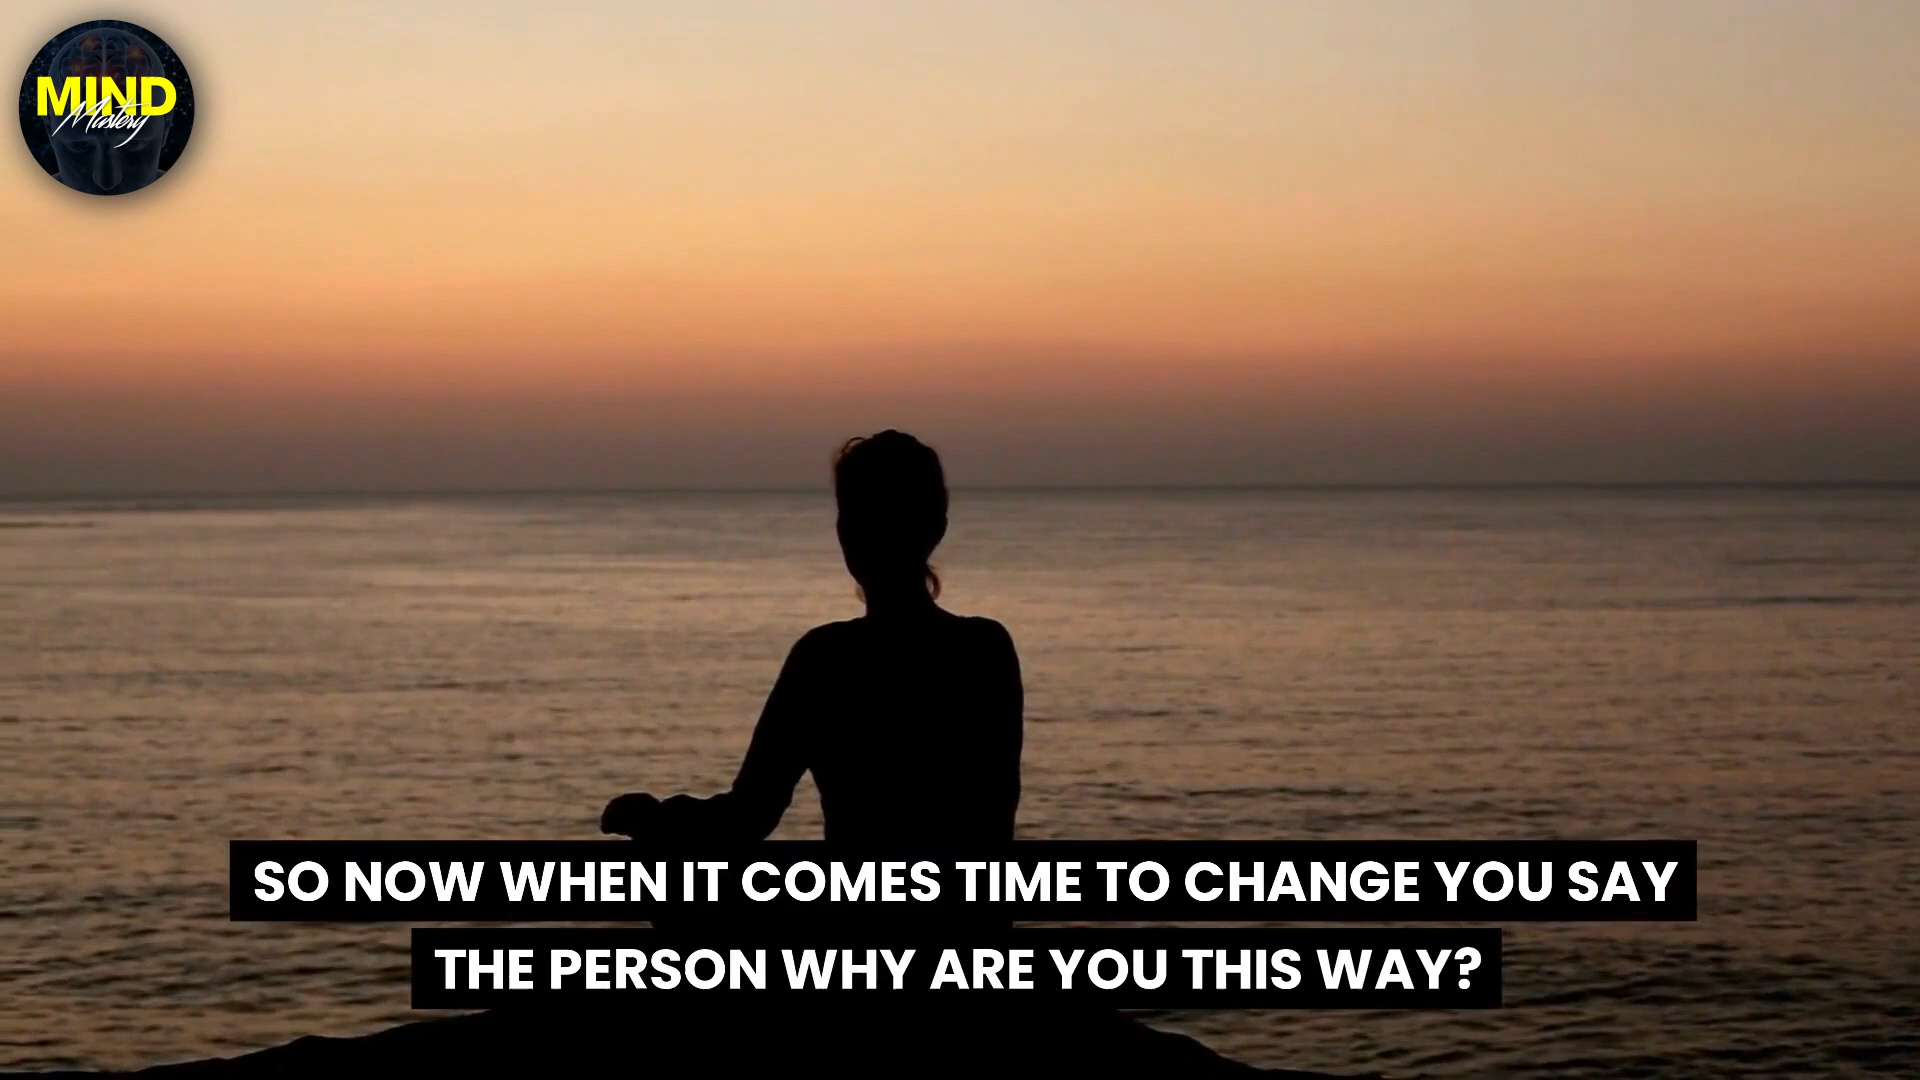 MIND
Mastery
SO NOW WHEN IT COMES TIME TO CHANGE YOU SAY
THE PERSON WHY ARE YOU THIS WAY?